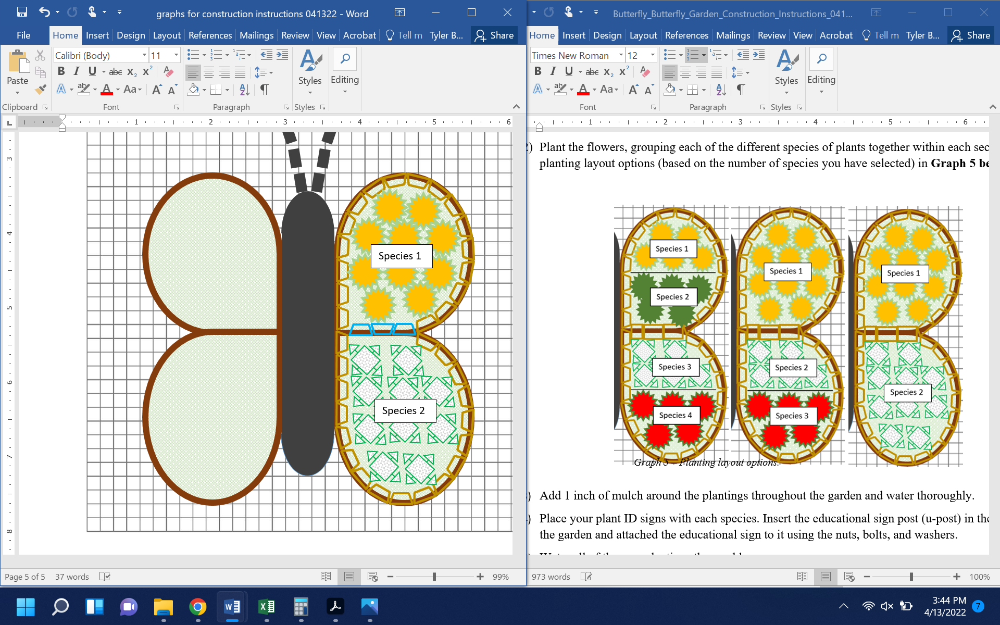 graphs for construction instructions 041322 - Word
File Home Insert Design Layout References Mailings Review View Acrobat Tell m Tyler B... Share
Calibri (Body) 11
Paste
Styles
Editing
Clipboard Font Paragraph Styles
1 2 3 4 5 6
3
4
5
6
7
8
Species 1
Species 2
Page 5 of 5 37 words 99%
Butterfly_Butterfly_Garden_Construction_Instructions_041...
Home Insert Design Layout References Mailings Review View Acrobat Tell m Tyler B... Share
Times New Roman 12
Styles
Editing
Font Paragraph Styles
1 2 3 4 5 6
2) Plant the flowers, grouping each of the different species of plants together within each sec
planting layout options (based on the number of species you have selected) in Graph 5 be
Species 1
Species 2
Species 3
Species 4
Species 1
Species 2
Species 3
Species 1
Species 2
Graph 5 – Planting layout options.
) Add 1 inch of mulch around the plantings throughout the garden and water thoroughly.
) Place your plant ID signs with each species. Insert the educational sign post (u-post) in the
the garden and attached the educational sign to it using the nuts, bolts, and washers.
973 words 100%
3:44 PM
4/13/2022
7